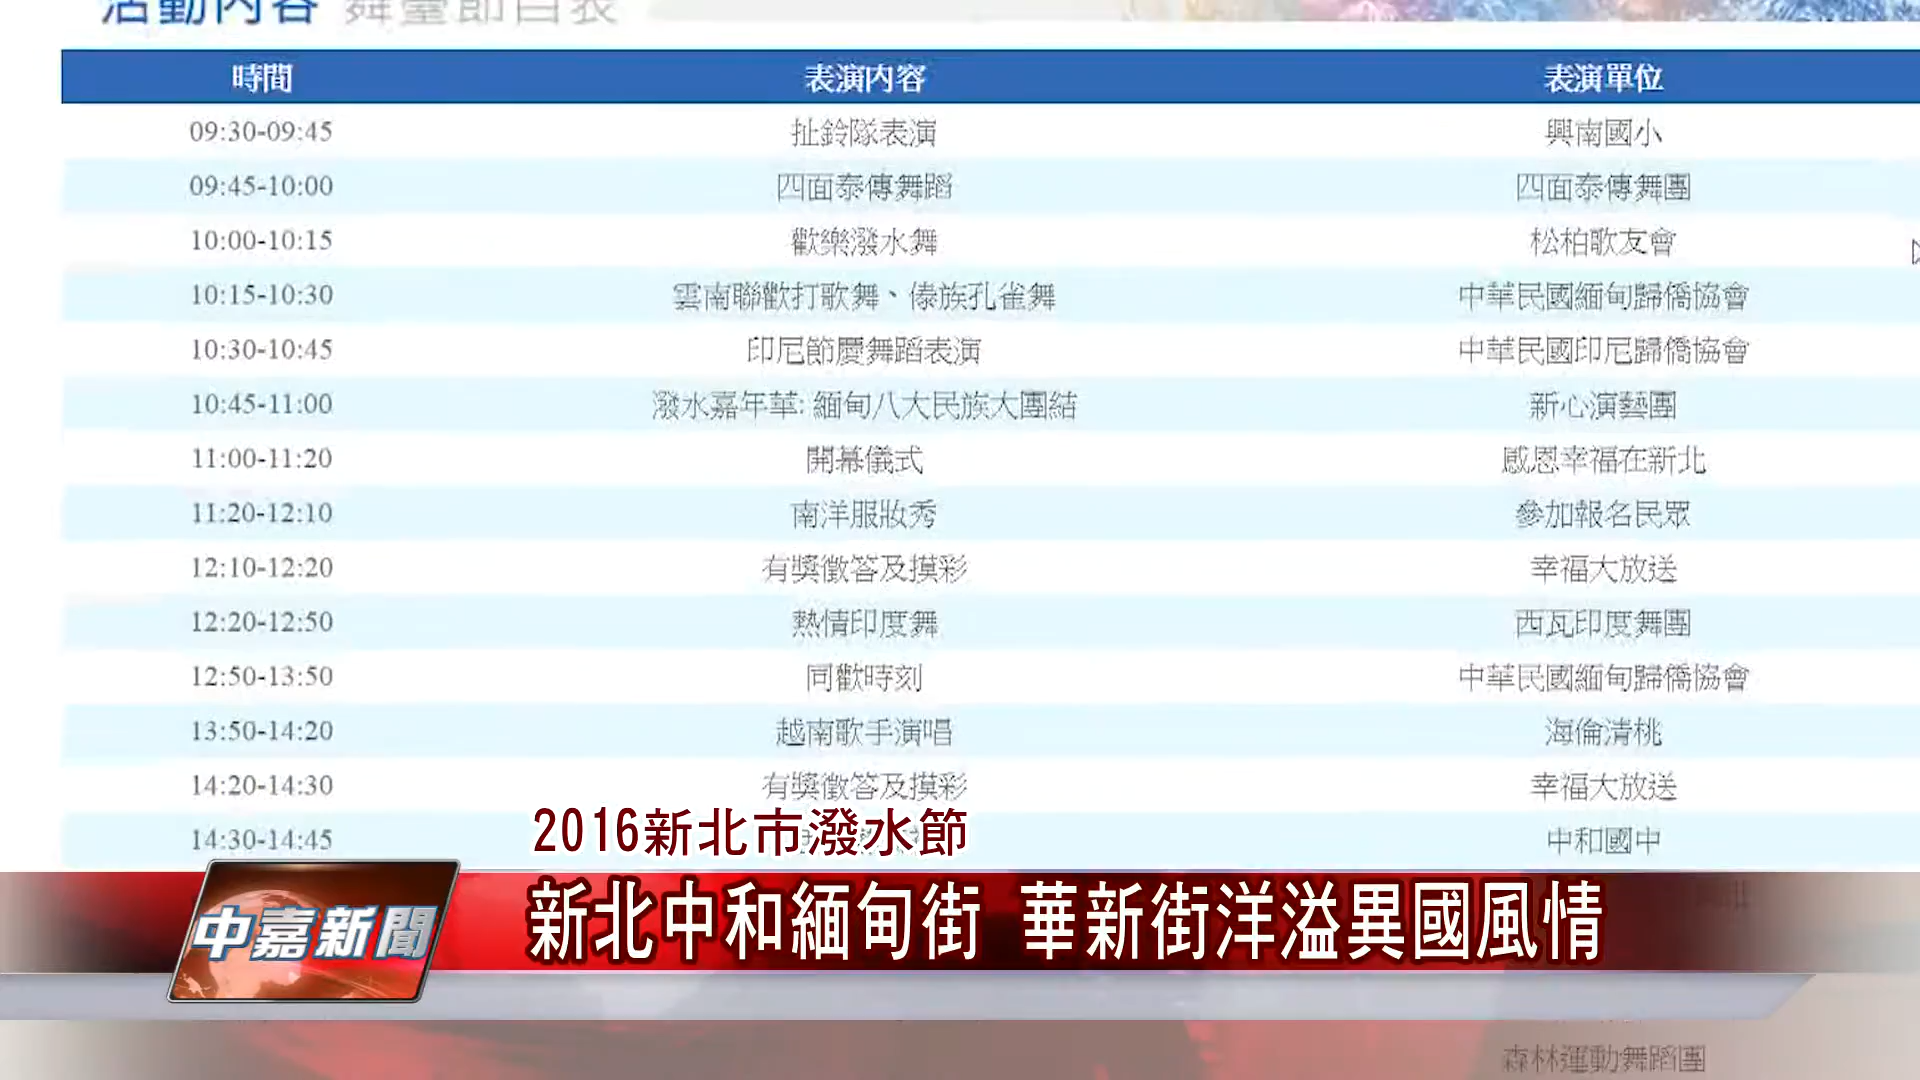 活動內容 舞臺節目表
時間 表演內容 表演單位
09:30-09:45 扯鈴隊表演 興南國小
09:45-10:00 四面泰傳舞蹈 四面泰傳舞團
10:00-10:15 歡樂潑水舞 松柏歌友會
10:15-10:30 雲南聯歡打歌舞、傣族孔雀舞 中華民國緬甸歸僑協會
10:30-10:45 印尼節慶舞蹈表演 中華民國印尼歸僑協會
10:45-11:00 潑水嘉年華: 緬甸八大民族大團結 新心演藝團
11:00-11:20 開幕儀式 感恩幸福在新北
11:20-12:10 南洋服妝秀 參加報名民眾
12:10-12:20 有獎徵答及摸彩 幸福大放送
12:20-12:50 熱情印度舞 西瓦印度舞團
12:50-13:50 同歡時刻 中華民國緬甸歸僑協會
13:50-14:20 越南歌手演唱 海倫清桃
14:20-14:30 有獎徵答及摸彩 幸福大放送
14:30-14:45 中和國中
2016新北市潑水節
新北中和緬甸街 華新街洋溢異國風情
中嘉新聞
森林運動舞蹈團